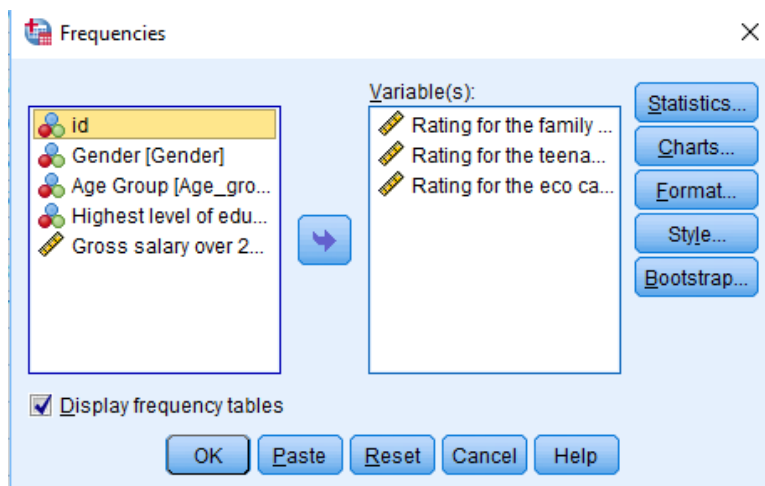 Frequencies
Variable(s):
id
Gender [Gender]
Age Group [Age_gro...
Highest level of edu...
Gross salary over 2...
Rating for the family ...
Rating for the teena...
Rating for the eco ca...
Statistics...
Charts...
Format...
Style...
Bootstrap...
Display frequency tables
OK Paste Reset Cancel Help